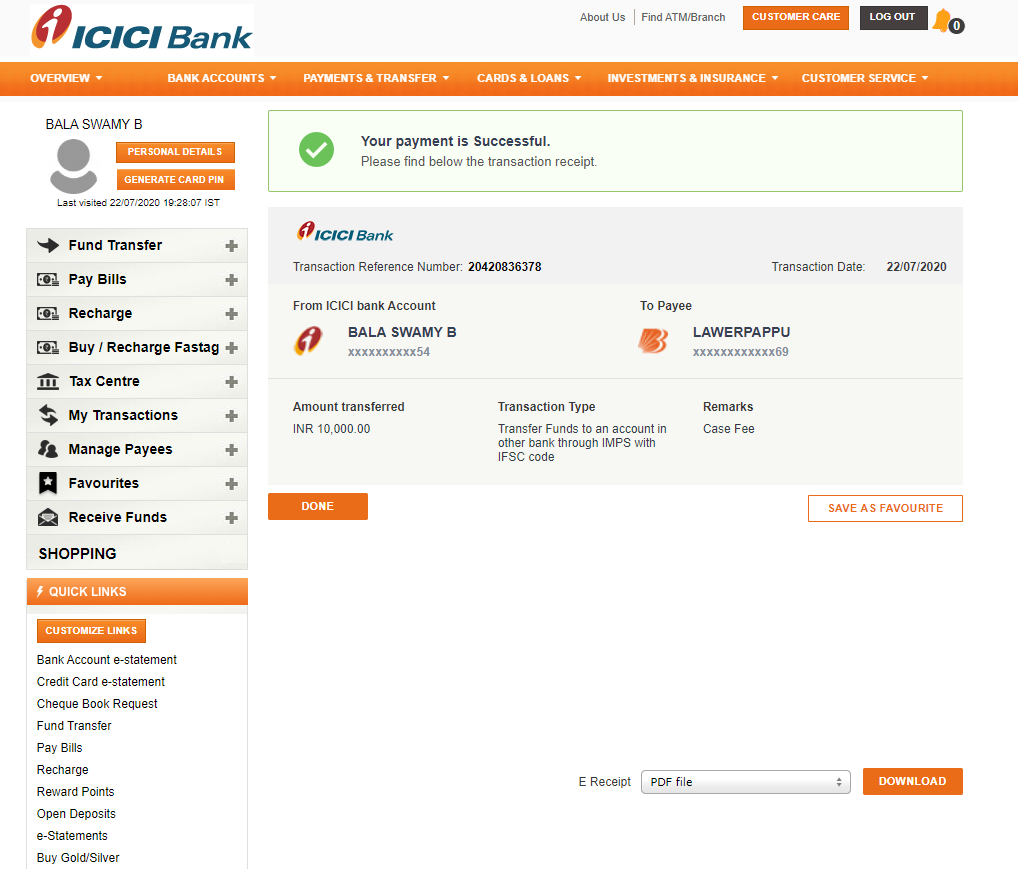 ICICI Bank
About Us
Find ATM/Branch
CUSTOMER CARE
LOG OUT
0
OVERVIEW
BANK ACCOUNTS
PAYMENTS & TRANSFER
CARDS & LOANS
INVESTMENTS & INSURANCE
CUSTOMER SERVICE
BALA SWAMY B
PERSONAL DETAILS
GENERATE CARD PIN
Last visited 22/07/2020 19:28:07 IST
Fund Transfer
Pay Bills
Recharge
Buy / Recharge Fastag
Tax Centre
My Transactions
Manage Payees
Favourites
Receive Funds
SHOPPING
QUICK LINKS
CUSTOMIZE LINKS
Bank Account e-statement
Credit Card e-statement
Cheque Book Request
Fund Transfer
Pay Bills
Recharge
Reward Points
Open Deposits
e-Statements
Buy Gold/Silver
Your payment is Successful.
Please find below the transaction receipt.
ICICI Bank
Transaction Reference Number: 20420836378
Transaction Date: 22/07/2020
From ICICI bank Account
BALA SWAMY B
xxxxxxxxxx54
To Payee
LAWERPAPPU
xxxxxxxxxxxx69
Amount transferred
INR 10,000.00
Transaction Type
Transfer Funds to an account in
other bank through IMPS with
IFSC code
Remarks
Case Fee
DONE
SAVE AS FAVOURITE
E Receipt
PDF file
DOWNLOAD